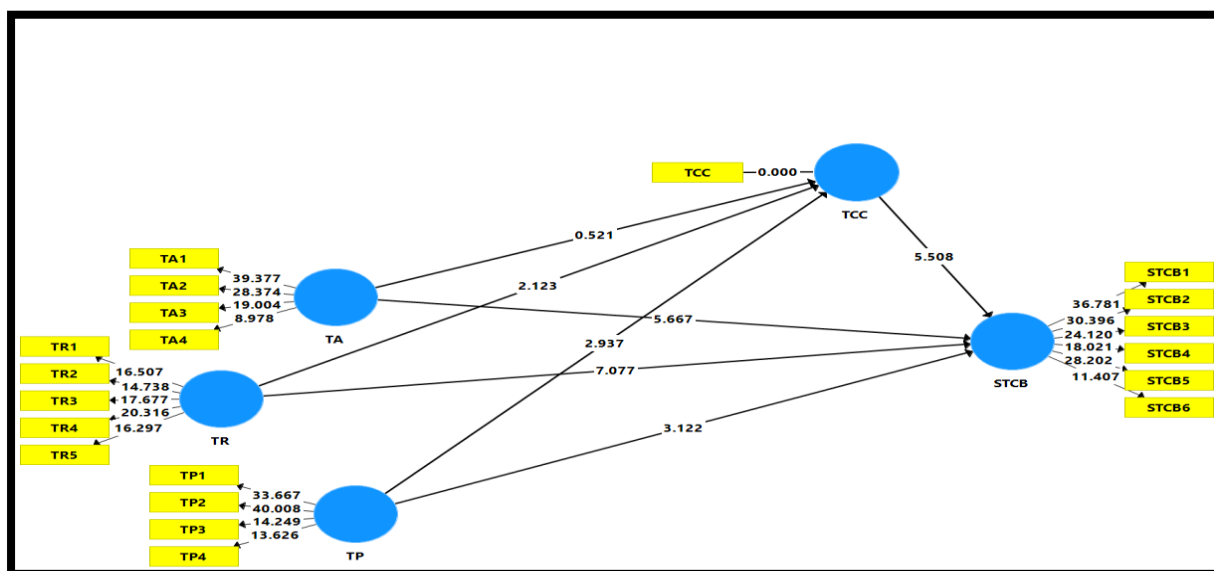 TCC
0.000
TCC
0.521
2.123
5.508
TA1
TA2
TA3
TA4
39.377
28.374
19.004
8.978
TA
5.667
2.937
STCB1
STCB2
STCB3
STCB4
STCB5
STCB6
36.781
30.396
24.120
18.021
28.202
11.407
STCB
TR1
TR2
TR3
TR4
TR5
16.507
14.738
17.677
20.316
16.297
TR
7.077
3.122
TP1
TP2
TP3
TP4
33.667
40.008
14.249
13.626
TP